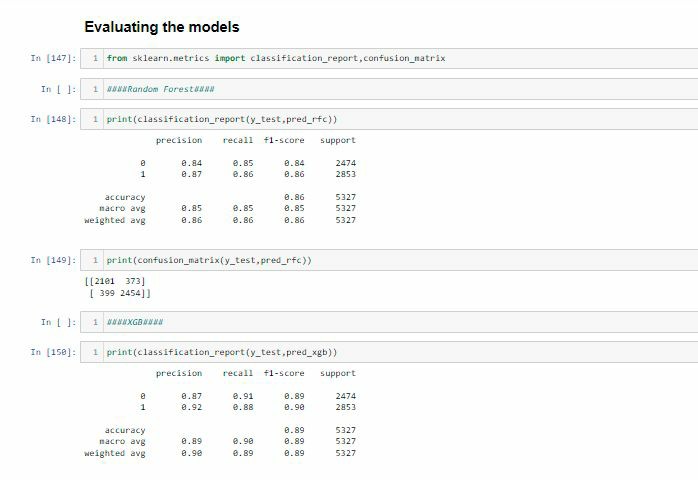 Evaluating the models
In [147]: 1 from sklearn.metrics import classification_report,confusion_matrix
In [ ]: 1 ####Random Forest####
In [148]: 1 print(classification_report(y_test,pred_rfc))
precision recall f1-score support
0 0.84 0.85 0.84 2474
1 0.87 0.86 0.86 2853
accuracy 0.86 5327
macro avg 0.85 0.85 0.85 5327
weighted avg 0.86 0.86 0.86 5327
In [149]: 1 print(confusion_matrix(y_test,pred_rfc))
[[2101 373]
[ 399 2454]]
In [ ]: 1 ####XGB####
In [150]: 1 print(classification_report(y_test,pred_xgb))
precision recall f1-score support
0 0.87 0.91 0.89 2474
1 0.92 0.88 0.90 2853
accuracy 0.89 5327
macro avg 0.89 0.90 0.89 5327
weighted avg 0.90 0.89 0.89 5327